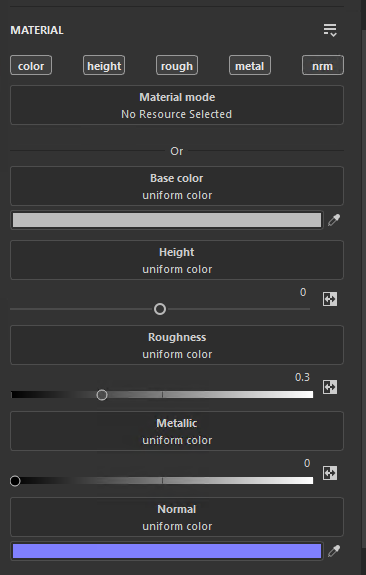 MATERIAL
color height rough metal nrm
Material mode
No Resource Selected
Or
Base color
uniform color
Height
uniform color
0
Roughness
uniform color
0.3
Metallic
uniform color
0
Normal
uniform color